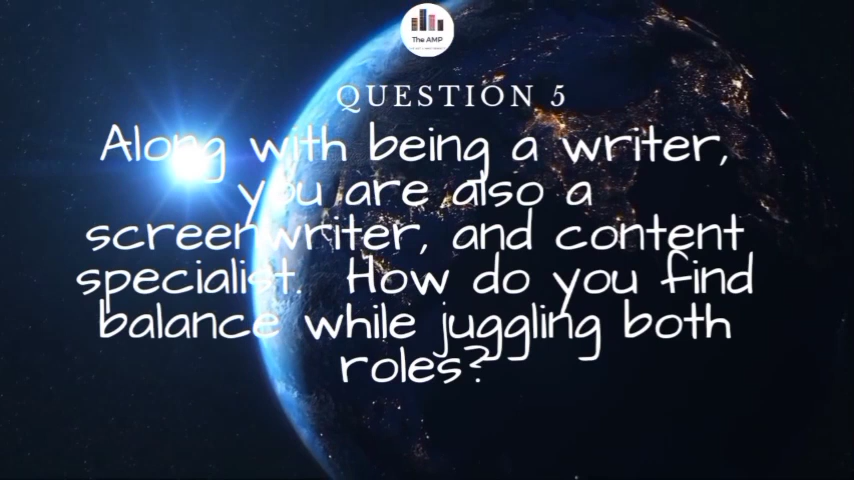 The AMP
QUESTION 5
Along with being a writer,
you are also a
screenwriter, and content
specialist. How do you find
balance while juggling both
roles?